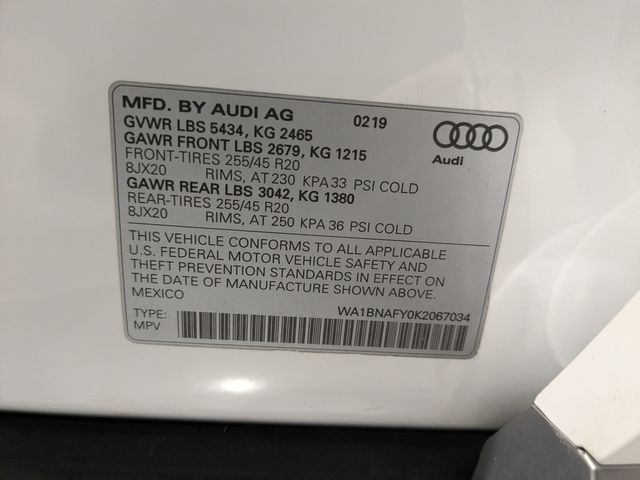 MFD. BY AUDI AG 0219
GVWR LBS 5434, KG 2465
GAWR FRONT LBS 2679, KG 1215
FRONT-TIRES 255/45 R20
8JX20 RIMS, AT 230 KPA 33 PSI COLD
GAWR REAR LBS 3042, KG 1380
REAR-TIRES 255/45 R20
8JX20 RIMS, AT 250 KPA 36 PSI COLD
Audi
THIS VEHICLE CONFORMS TO ALL APPLICABLE
U.S. FEDERAL MOTOR VEHICLE SAFETY AND
THEFT PREVENTION STANDARDS IN EFFECT ON
THE DATE OF MANUFACTURE SHOWN ABOVE.
MEXICO
WA1BNAFY0K2067034
TYPE:
MPV